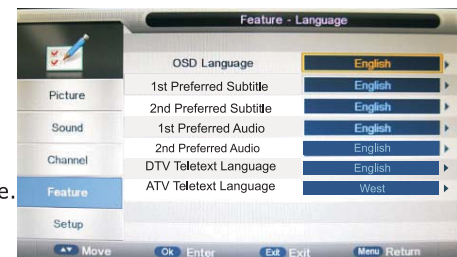 Feature - Language
OSD Language English
1st Preferred Subtitle English
2nd Preferred Subtitle English
1st Preferred Audio English
2nd Preferred Audio English
DTV Teletext Language English
ATV Teletext Language West
Picture
Sound
Channel
e.
Feature
Setup
Move Ok Enter Exit Exit Menu Return